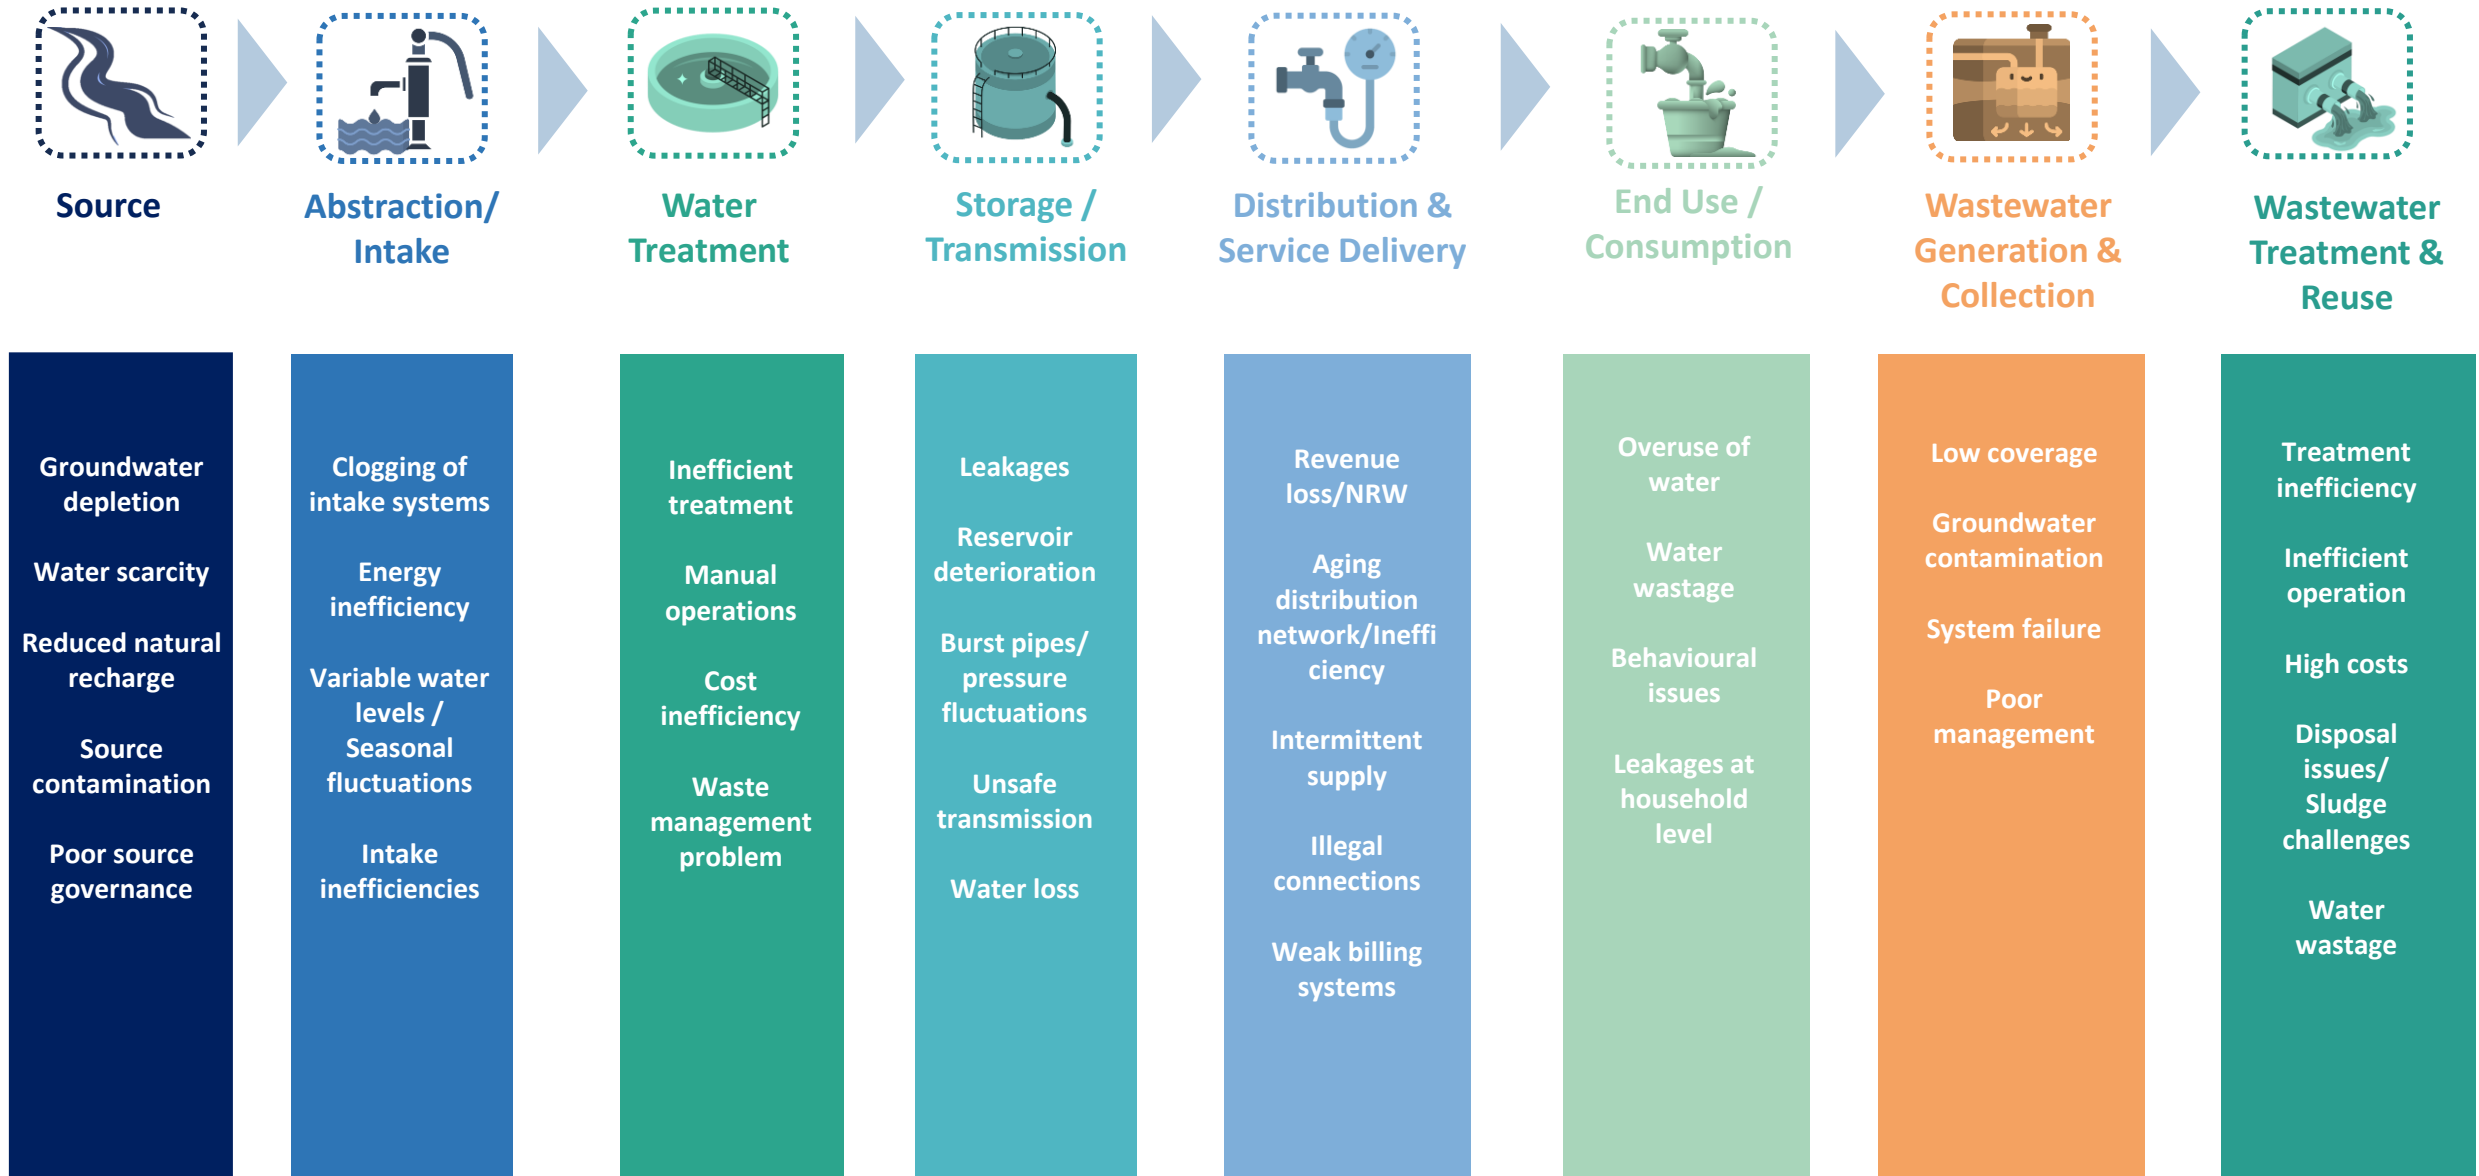 Source
Abstraction/
Intake
Water
Treatment
Storage /
Transmission
Distribution &
Service Delivery
End Use /
Consumption
Wastewater
Generation &
Collection
Wastewater
Treatment &
Reuse
Groundwater
depletion
Water scarcity
Reduced natural
recharge
Source
contamination
Poor source
governance
Clogging of
intake systems
Energy
inefficiency
Variable water
levels /
Seasonal
fluctuations
Intake
inefficiencies
Inefficient
treatment
Manual
operations
Cost
inefficiency
Waste
management
problem
Leakages
Reservoir
deterioration
Burst pipes/
pressure
fluctuations
Unsafe
transmission
Water loss
Revenue
loss/NRW
Aging
distribution
network/Ineffi
ciency
Intermittent
supply
Illegal
connections
Weak billing
systems
Overuse of
water
Water
wastage
Behavioural
issues
Leakages at
household
level
Low coverage
Groundwater
contamination
System failure
Poor
management
Treatment
inefficiency
Inefficient
operation
High costs
Disposal
issues/
Sludge
challenges
Water
wastage